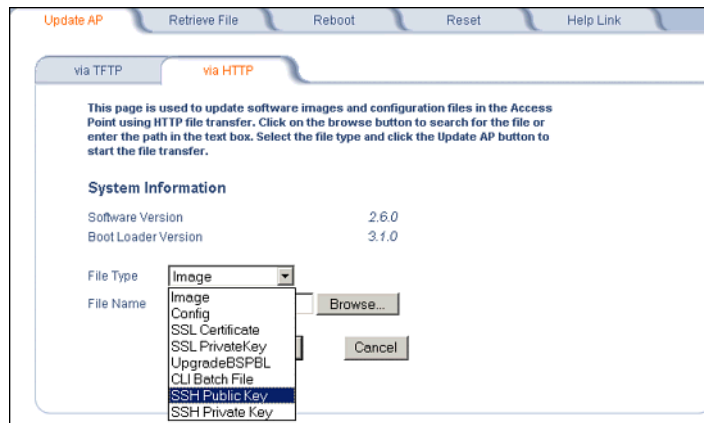 Update AP Retrieve File Reboot Reset Help Link
via TFTP via HTTP
This page is used to update software images and configuration files in the Access
Point using HTTP file transfer. Click on the browse button to search for the file or
enter the path in the text box. Select the file type and click the Update AP button to
start the file transfer.
System Information
Software Version 2.6.0
Boot Loader Version 3.1.0
File Type Image
File Name Browse...
Image
Config
SSL Certificate
SSL PrivateKey
UpgradeBSPBL
CLI Batch File
SSH Public Key
SSH Private Key
Cancel